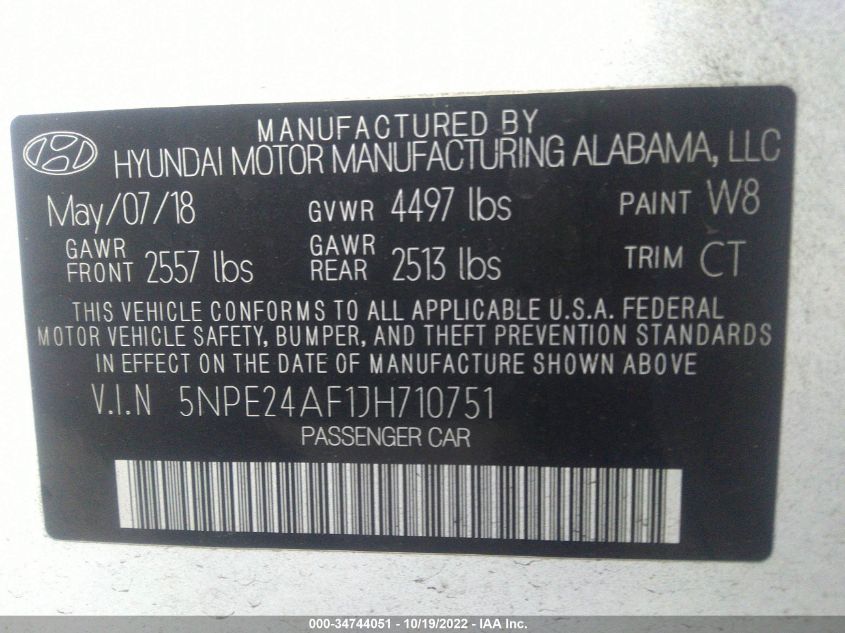 MANUFACTURED BY
HYUNDAI MOTOR MANUFACTURING ALABAMA, LLC
May/07/18 GVWR 4497 lbs PAINT W8
GAWR FRONT 2557 lbs GAWR REAR 2513 lbs TRIM CT
THIS VEHICLE CONFORMS TO ALL APPLICABLE U.S.A. FEDERAL
MOTOR VEHICLE SAFETY, BUMPER, AND THEFT PREVENTION STANDARDS
IN EFFECT ON THE DATE OF MANUFACTURE SHOWN ABOVE
V.I.N 5NPE24AF1JH710751
PASSENGER CAR
000-34744051 - 10/19/2022 - IAA Inc.